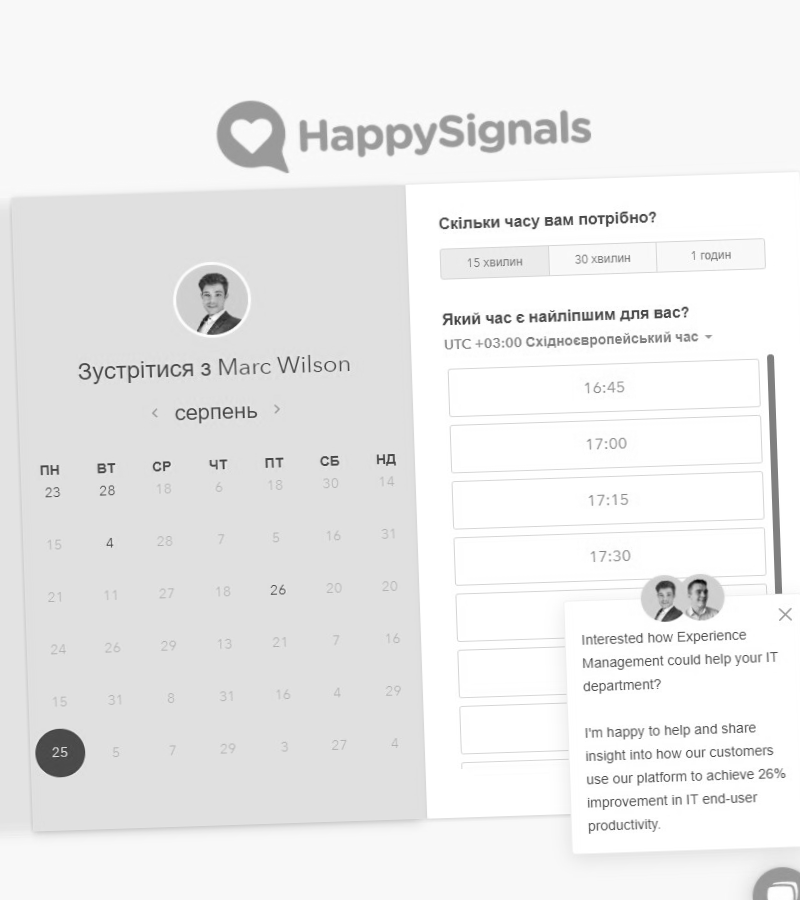 HappySignals
Зустрітися з Marc Wilson
серпень
ПН ВТ СР ЧТ ПТ СБ НД
23 28 18 6 18 30 14
15 4 28 7 5 16 31
21 11 27 18 26 20 20
24 26 29 13 21 7 16
15 31 8 31 16 4 29
25 5 7 29 3 27 4
Скільки часу вам потрібно?
15 хвилин 30 хвилин 1 годин
Який час є найліпшим для вас?
UTC +03:00 Східноєвропейський час
16:45
17:00
17:15
17:30
Interested how Experience
Management could help your IT
department?
I'm happy to help and share
insight into how our customers
use our platform to achieve 26%
improvement in IT end-user
productivity.